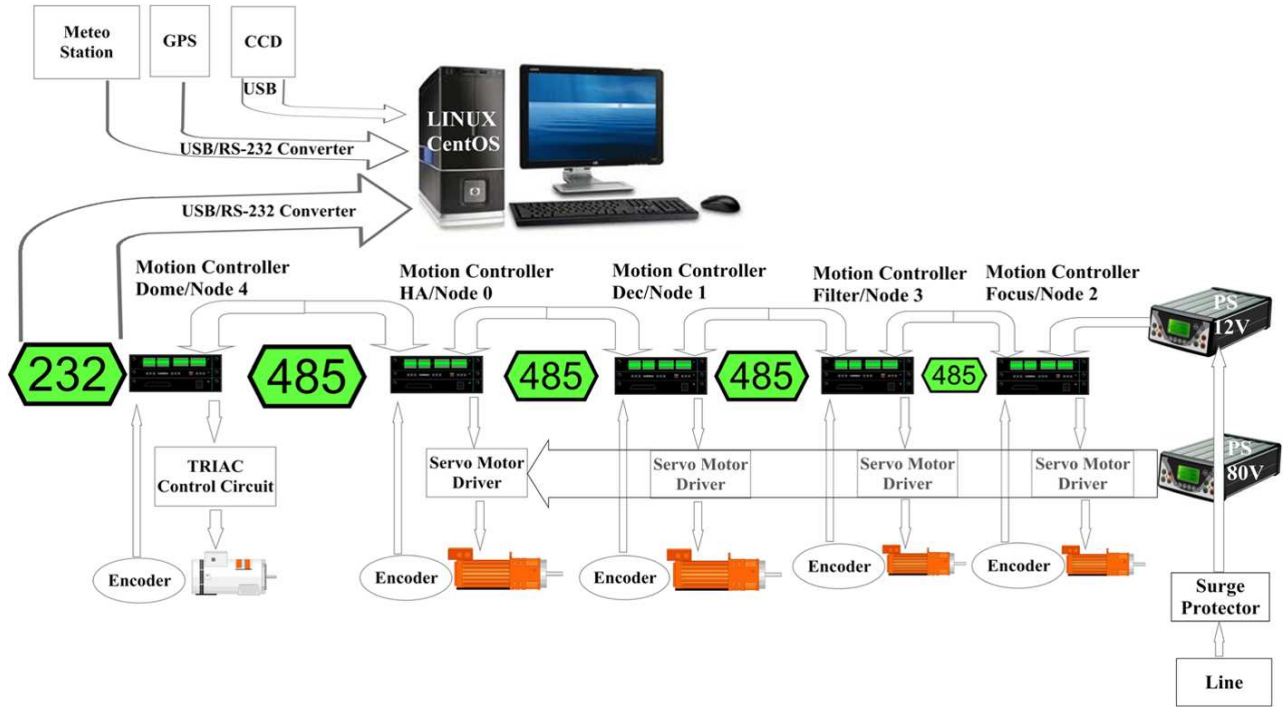 Meteo
Station
GPS
CCD
USB
LINUX
CentOS
USB/RS-232 Converter
USB/RS-232 Converter
Motion Controller
Dome/Node 4
Motion Controller
HA/Node 0
Motion Controller
Dec/Node 1
Motion Controller
Filter/Node 3
Motion Controller
Focus/Node 2
PS
12V
232
485
485
485
485
TRIAC
Control Circuit
Servo Motor
Driver
Servo Motor
Driver
Servo Motor
Driver
Servo Motor
Driver
PS
80V
Encoder
Encoder
Encoder
Encoder
Encoder
Surge
Protector
Line